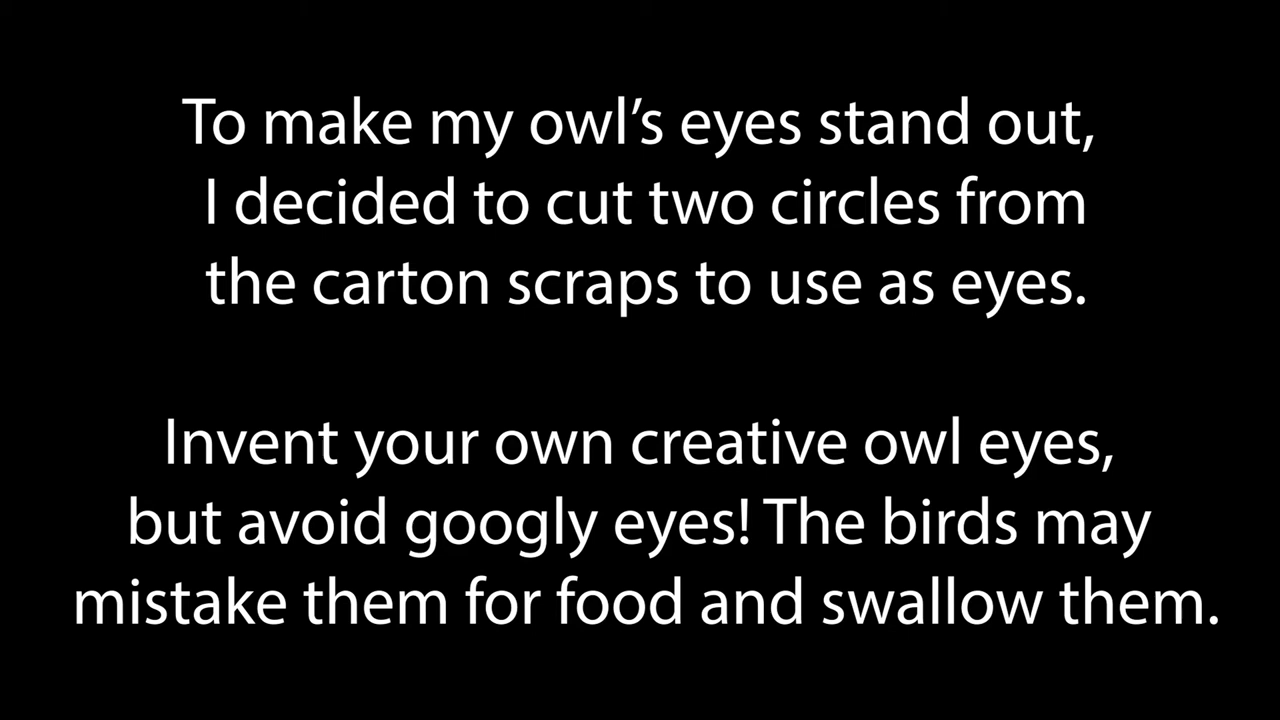 To make my owl’s eyes stand out,
I decided to cut two circles from
the carton scraps to use as eyes.
Invent your own creative owl eyes,
but avoid googly eyes! The birds may
mistake them for food and swallow them.